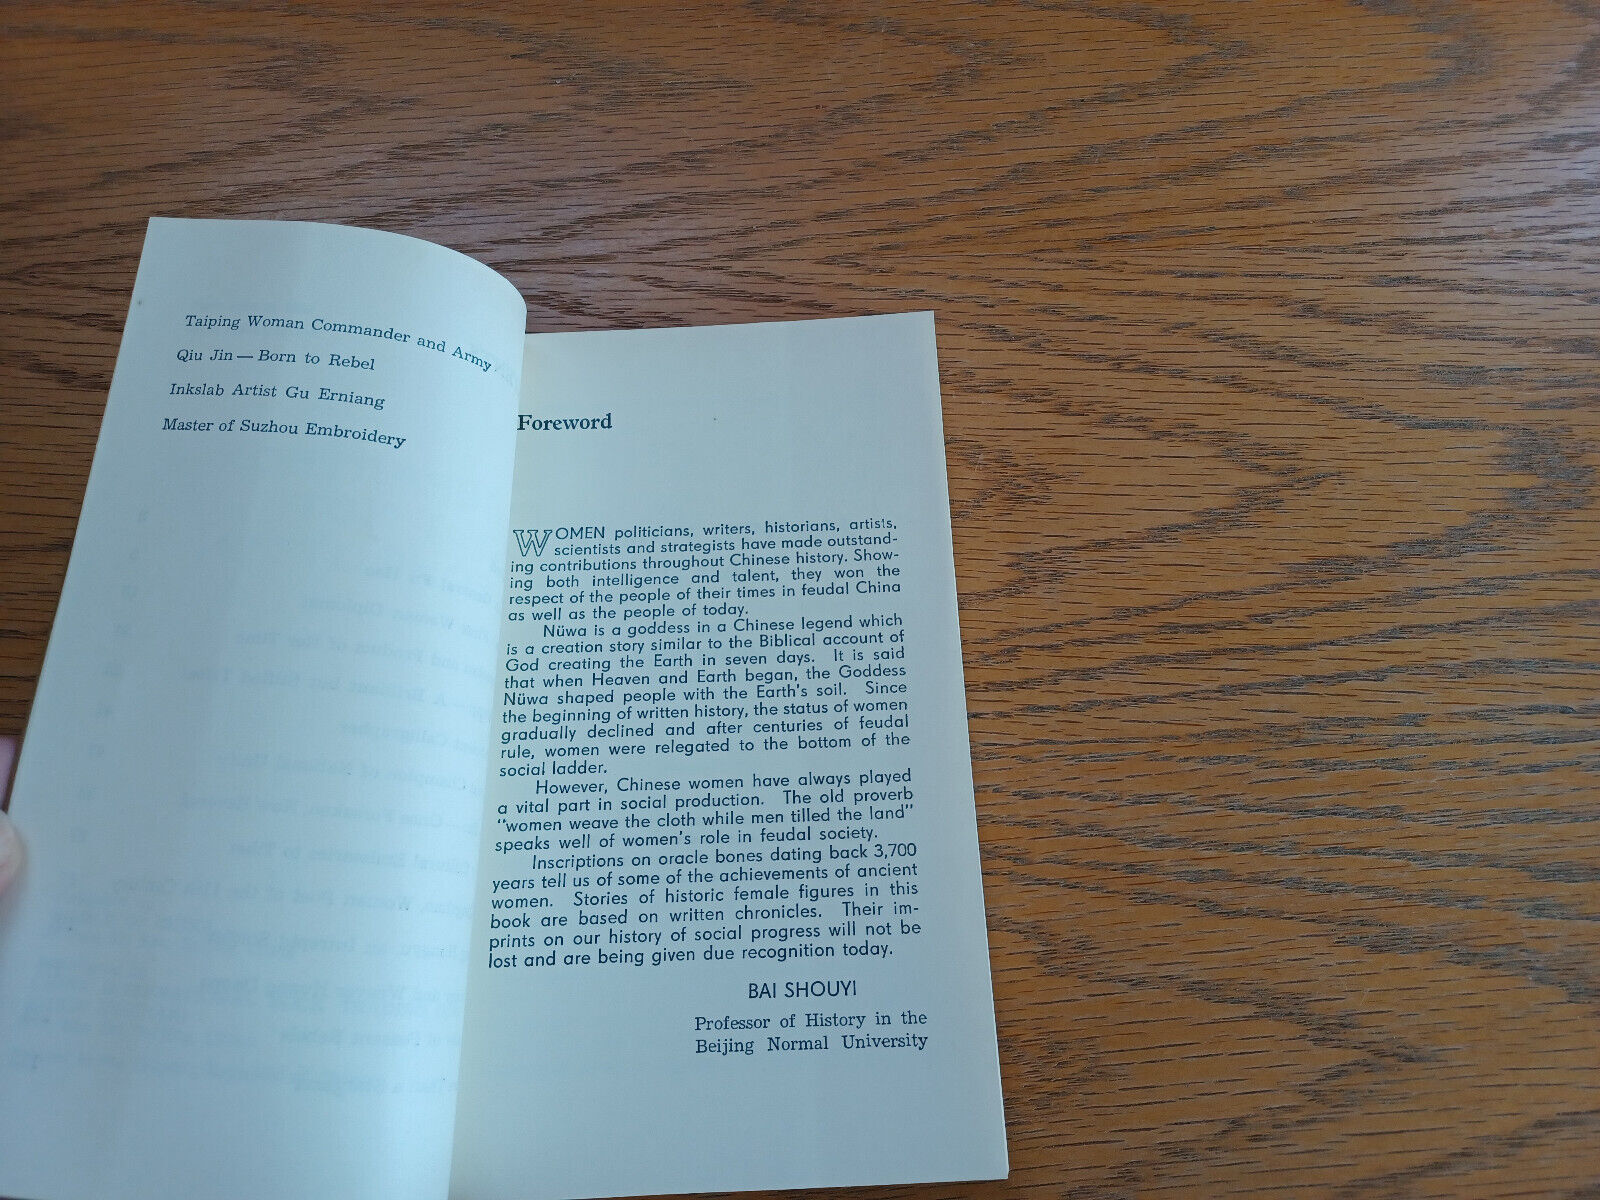 Taiping Woman Commander and Army
Qiu Jin — Born to Rebel
Inkslab Artist Gu Erniang
Master of Suzhou Embroidery
Foreword
WOMEN politicians, writers, historians, artists,
scientists and strategists have made outstand-
ing contributions throughout Chinese history. Show-
ing both intelligence and talent, they won the
respect of the people of their times in feudal China
as well as the people of today.
Nüwa is a goddess in a Chinese legend which
is a creation story similar to the Biblical account of
God creating the Earth in seven days. It is said
that when Heaven and Earth began, the Goddess
Nüwa shaped people with the Earth's soil. Since
the beginning of written history, the status of women
gradually declined and after centuries of feudal
rule, women were relegated to the bottom of the
social ladder.
However, Chinese women have always played
a vital part in social production. The old proverb
"women weave the cloth while men tilled the land"
speaks well of women's role in feudal society.
Inscriptions on oracle bones dating back 3,700
years tell us of some of the achievements of ancient
women. Stories of historic female figures in this
book are based on written chronicles. Their im-
prints on our history of social progress will not be
lost and are being given due recognition today.
BAI SHOUYI
Professor of History in the
Beijing Normal University